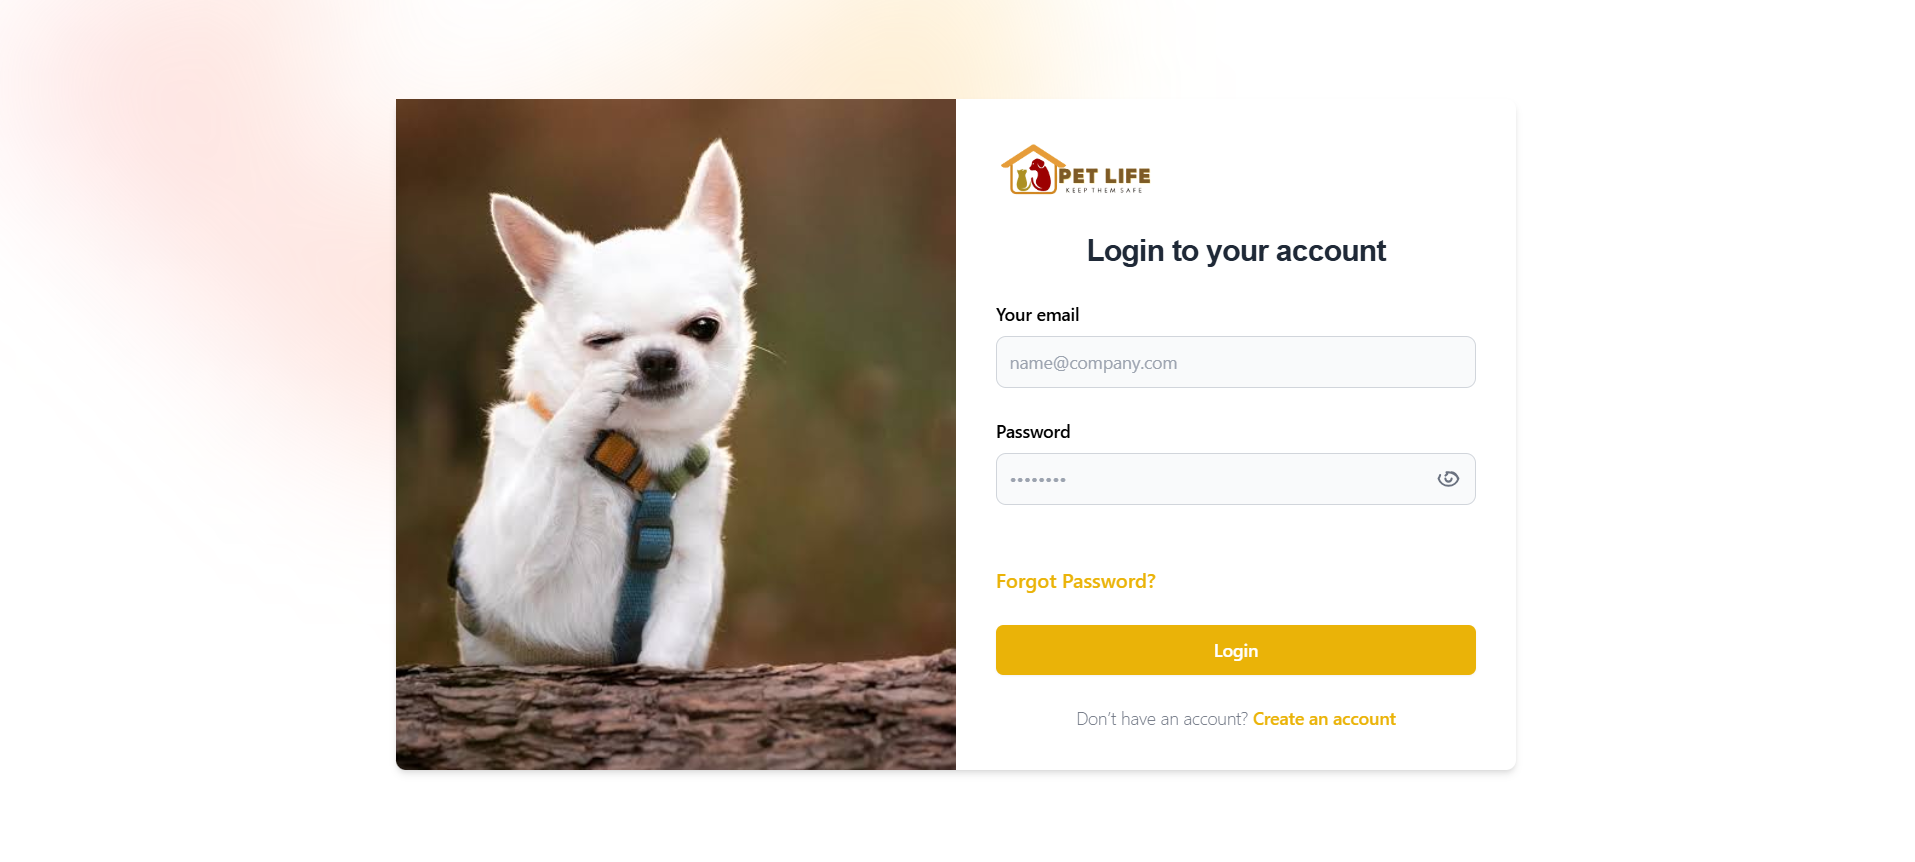 PET LIFE
KEEP THEM SAFE
Login to your account
Your email
name@company.com
Password
••••••••
Forgot Password?
Login
Don't have an account? Create an account